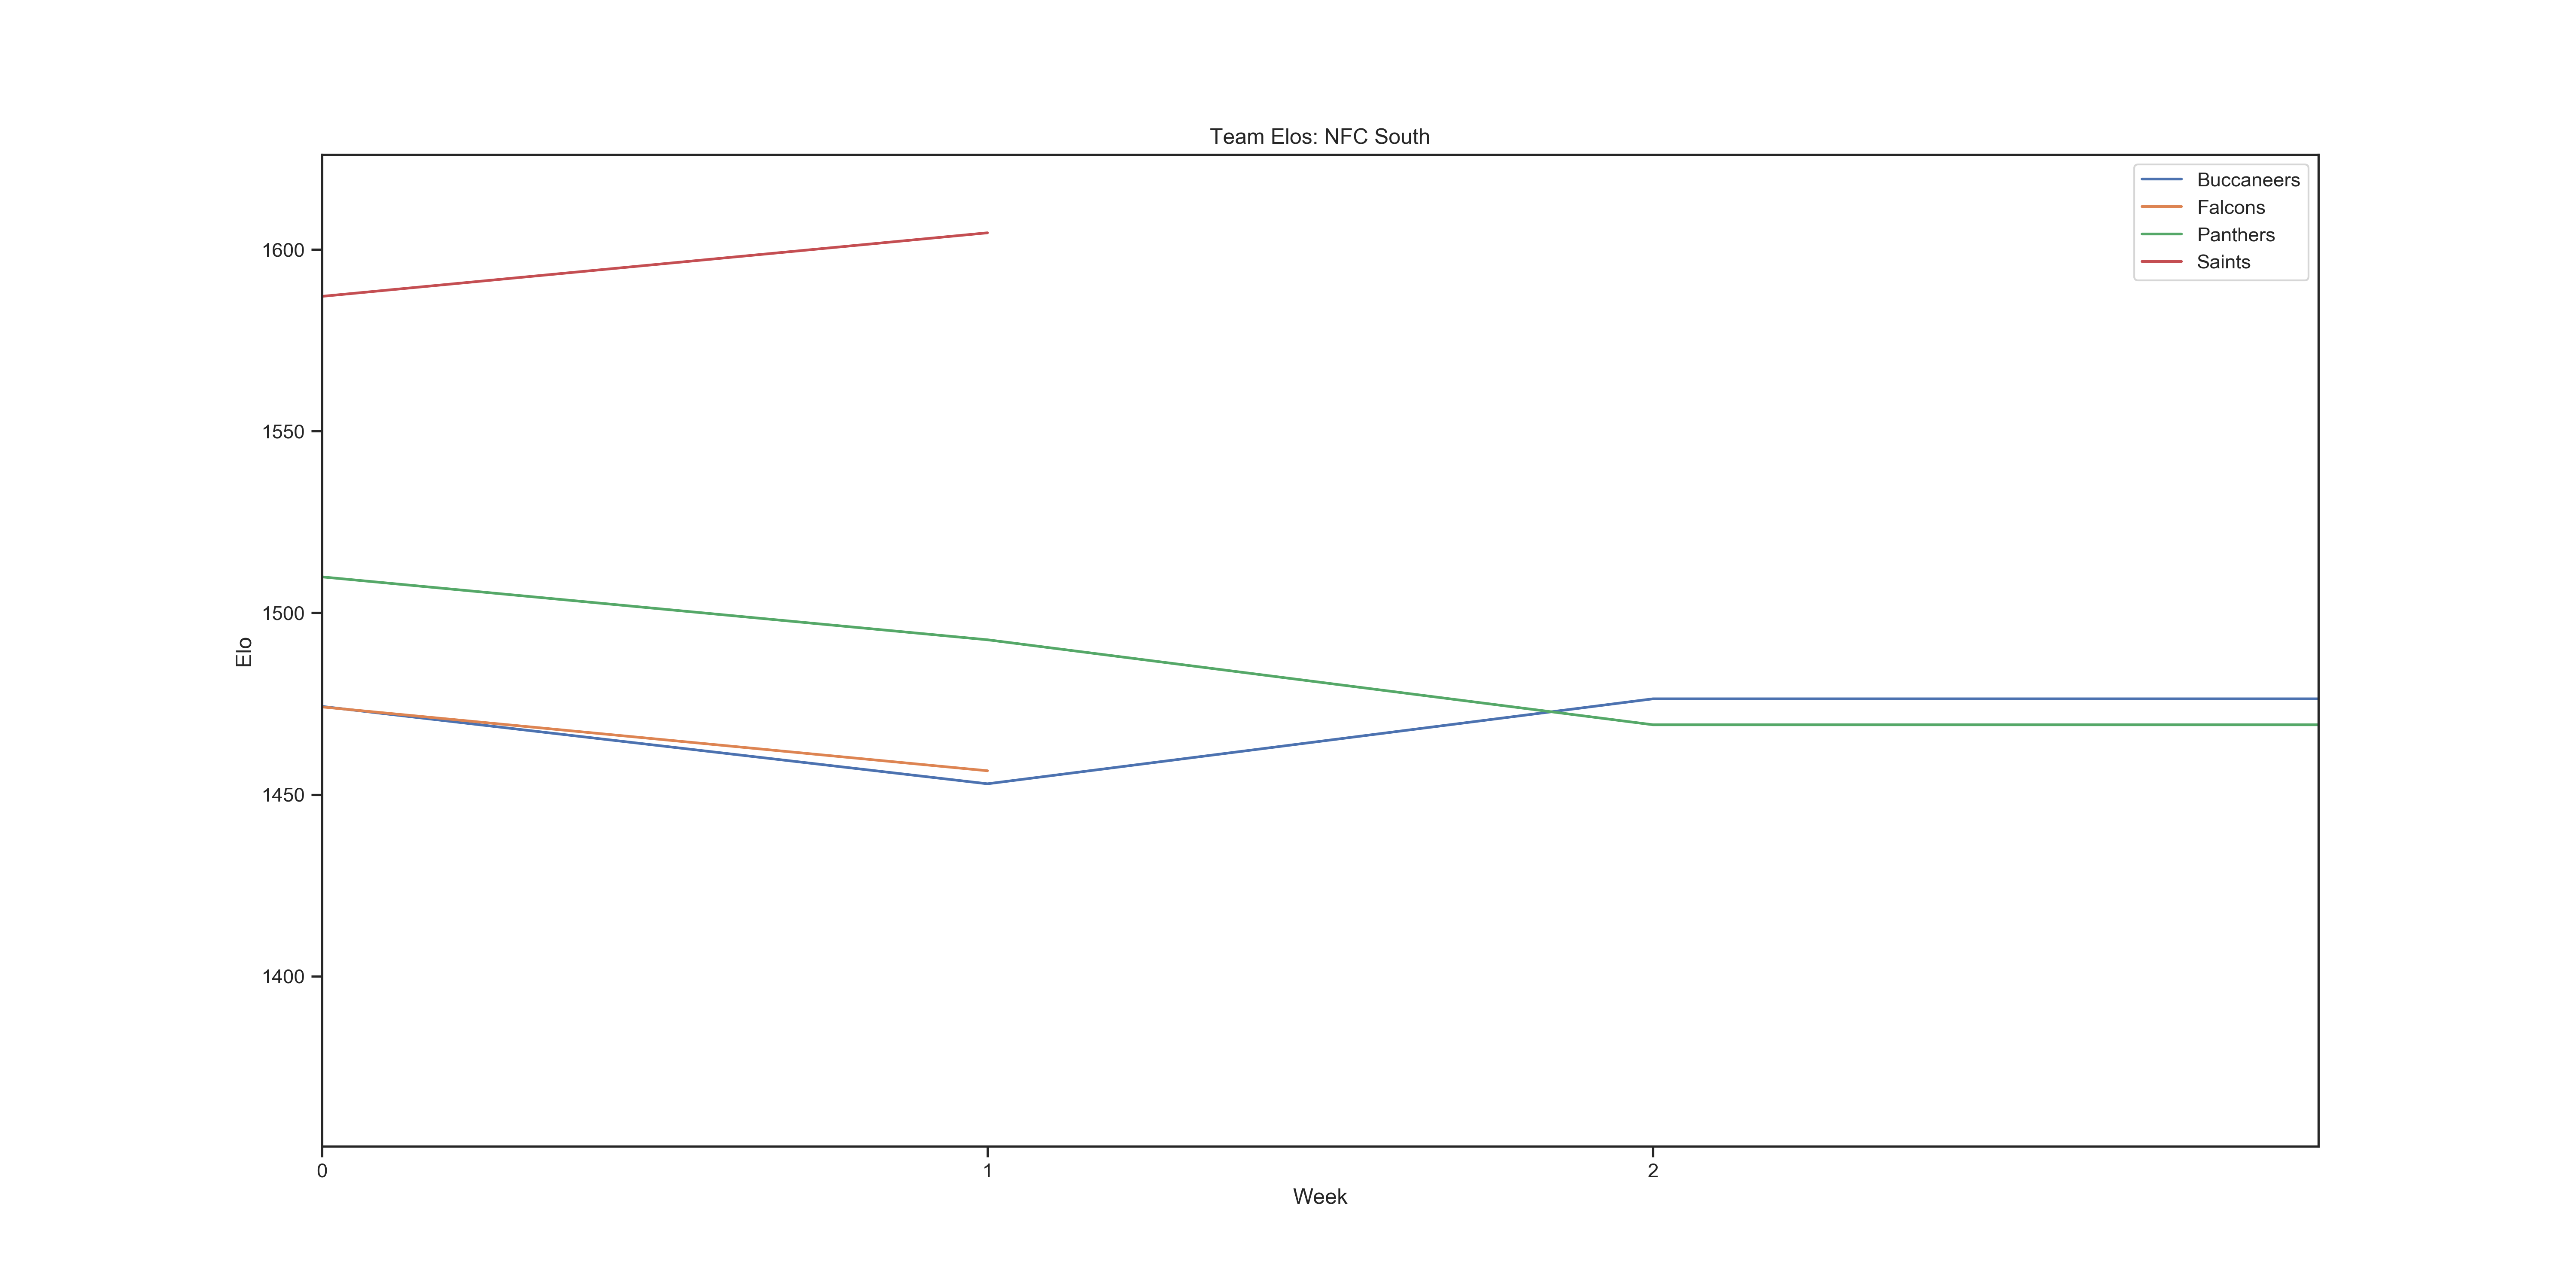 Team Elos: NFC South
Buccaneers
Falcons
Panthers
Saints
1600
1550
1500
1450
1400
Elo
0
1
2
Week